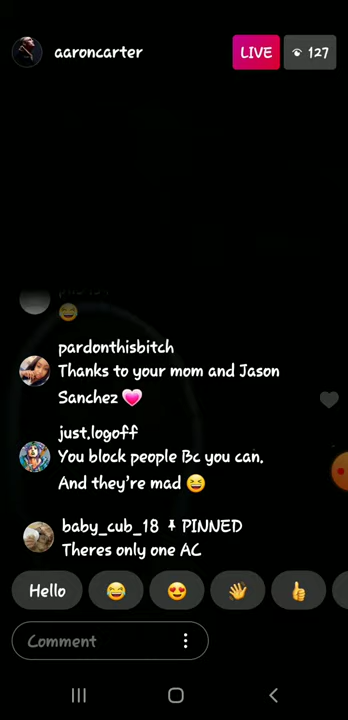 aaroncarter
LIVE
127
pardonthisbitch
Thanks to your mom and Jason
Sanchez 💗
just.logoff
You block people Bc you can.
And they're mad 😆
baby_cub_18 PINNED
Theres only one AC
Hello
Comment